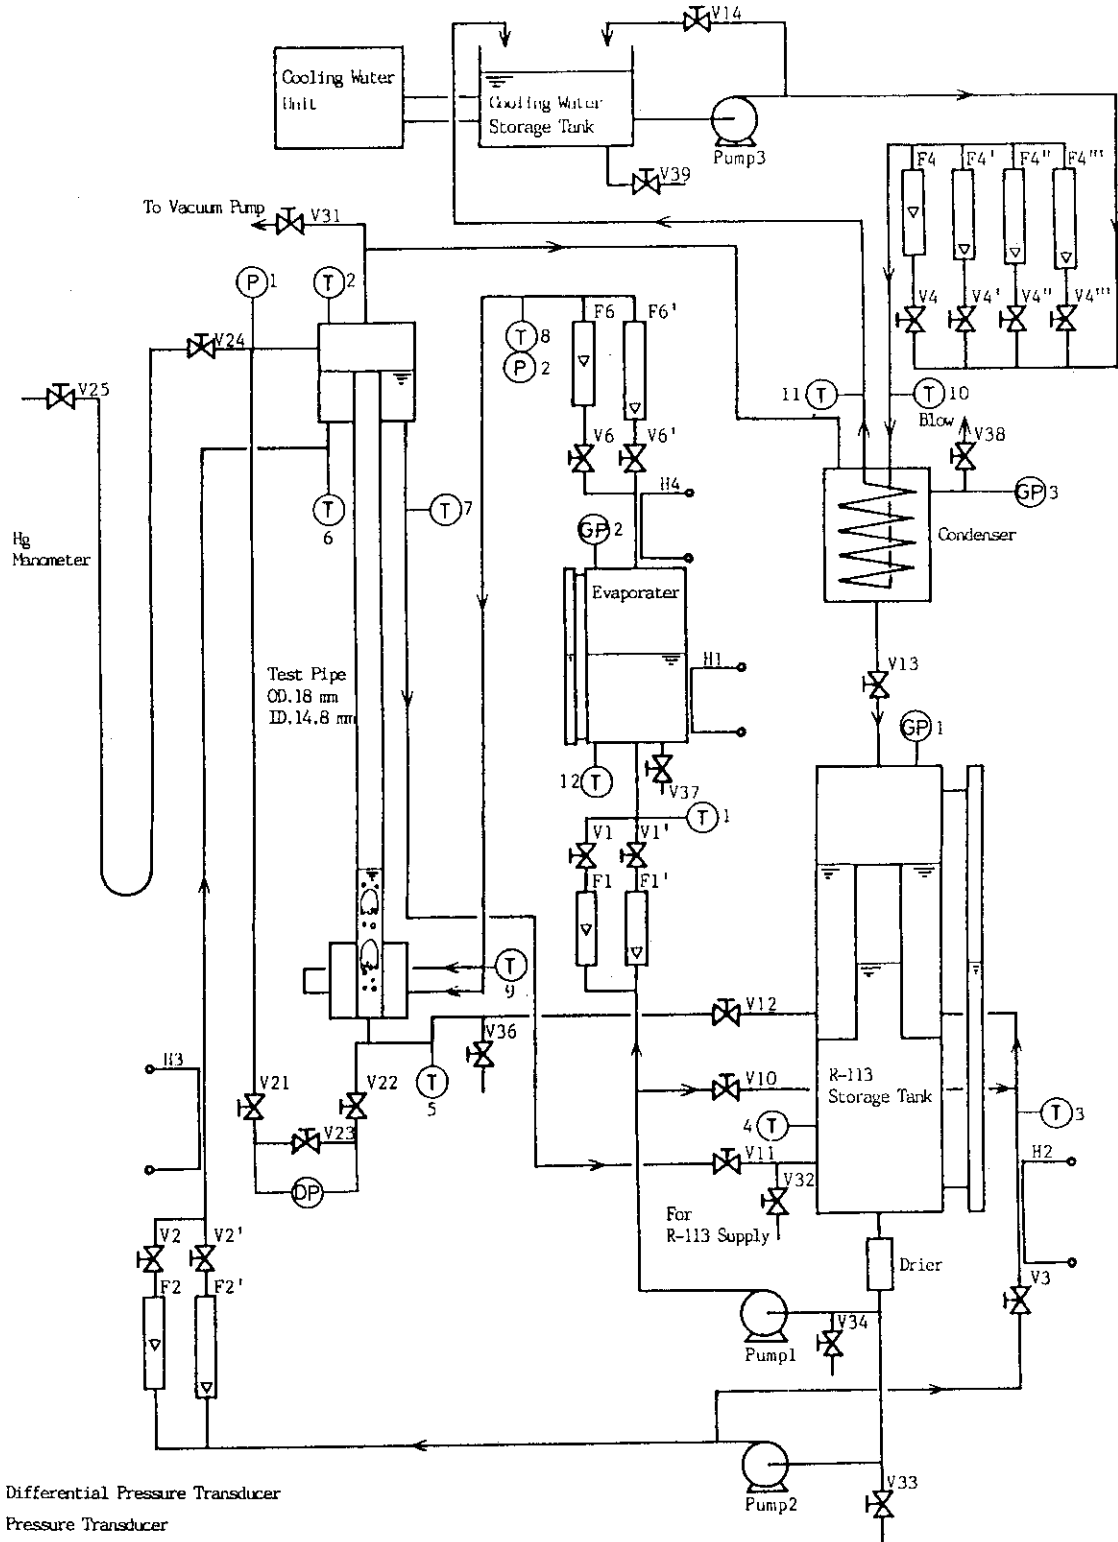 V14
Cooling Water
Unit
Cooling Water
Storage Tank
Pump3
V39
F4
F4'
F4''
F4'''
To Vacuum Pump
V31
P 1
T 2
F6
F6'
T 8
P 2
V4
V4'
V4''
V4'''
V24
V25
11 T
T 10
Blow
V38
V6
V6'
H4
GP 3
T 6
T 7
GP 2
Hg
Manometer
Condenser
Evaporater
Test Pipe
OD.18 mm
ID.14.8 mm
H1
V13
GP 1
12 T
V37
T 1
V1
V1'
F1
F1'
T 9
V12
V36
H3
R-113
Storage Tank
V10
V21
V22
T 5
4 T
T 3
V23
V11
H2
DP
V32
For
R-113 Supply
V2
V2'
Drier
F2
F2'
V3
V34
Pump1
V33
Pump2
Differential Pressure Transducer
Pressure Transducer